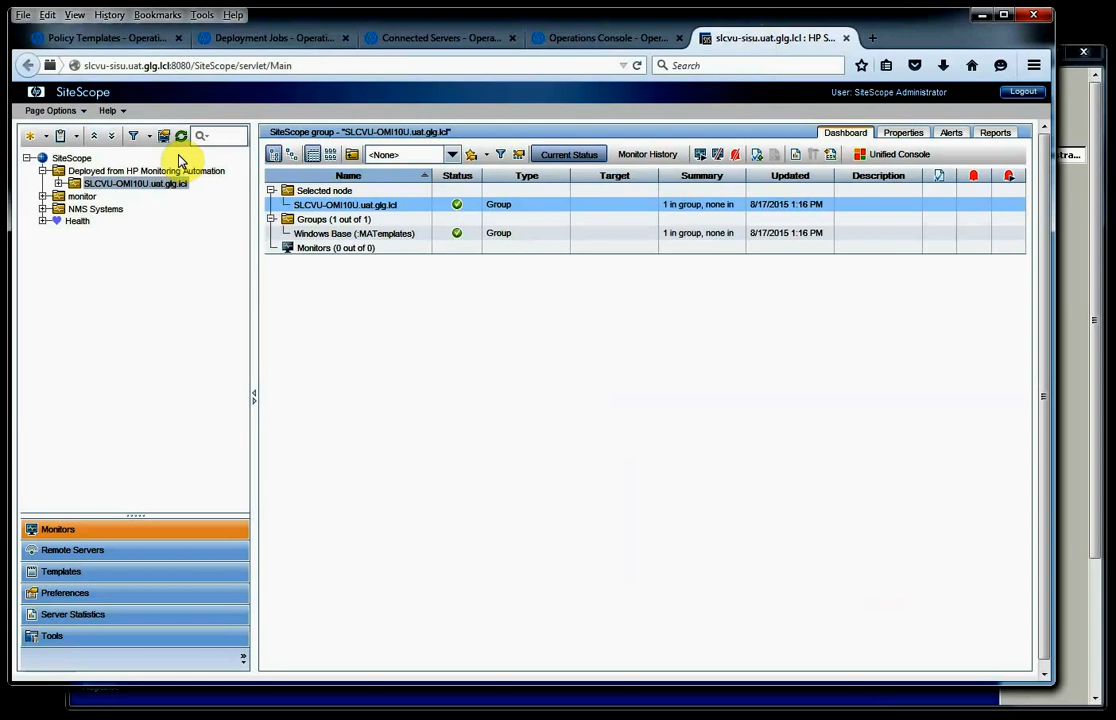 File Edit View History Bookmarks Tools Help
Policy Templates - Operati... Deployment Jobs - Operati... Connected Servers - Opera... Operations Console - Oper... slcvu-sisu.uat.glg.lcl : HP S...
slcvu-sisu.uat.glg.lcl:8080/SiteScope/servlet/Main Search
hp SiteScope User: SiteScope Administrator Logout
Page Options Help
SiteScope
Deployed from HP Monitoring Automation
SLCVU-OMI10U.uat.glg.lcl
monitor
NMS Systems
Health
Monitors
Remote Servers
Templates
Preferences
Server Statistics
Tools
SiteScope group - "SLCVU-OMI10U.uat.glg.lcl" Dashboard Properties Alerts Reports
<None> Current Status Monitor History Unified Console
Name Status Type Target Summary Updated Description
Selected node
SLCVU-OMI10U.uat.glg.lcl Group 1 in group, none in 8/17/2015 1:16 PM
Groups (1 out of 1)
Windows Base (:MATemplates) Group 1 in group, none in 8/17/2015 1:16 PM
Monitors (0 out of 0)